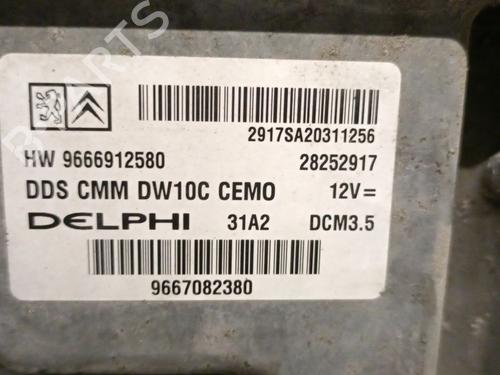 2917SA20311256
HW 9666912580 28252917
DDS CMM DW10C CEMO 12V=
DELPHI 31A2 DCM3.5
9667082380